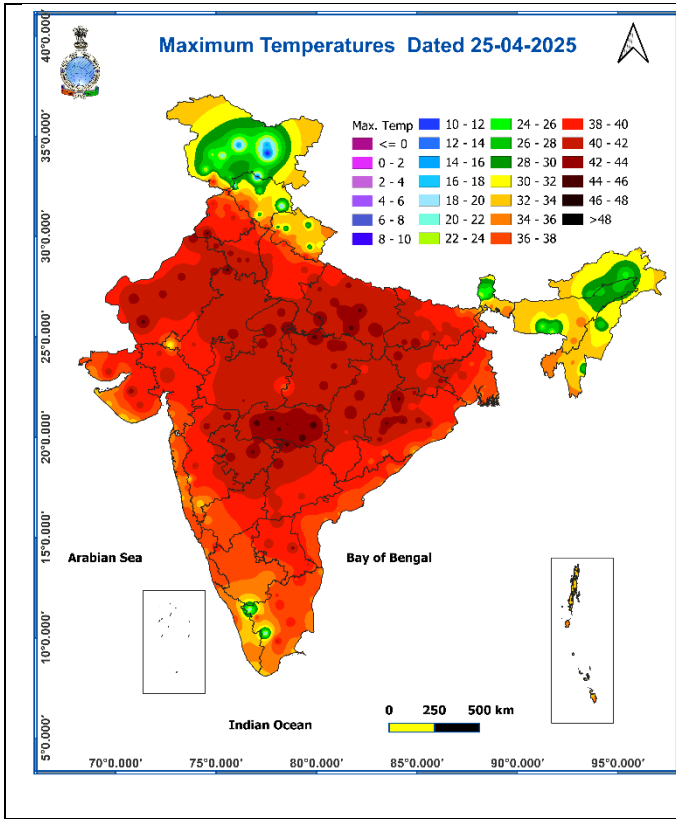 Maximum Temperatures Dated 25-04-2025
Max. Temp
<= 0
0 - 2
2 - 4
4 - 6
6 - 8
8 - 10
10 - 12
12 - 14
14 - 16
16 - 18
18 - 20
20 - 22
22 - 24
24 - 26
26 - 28
28 - 30
30 - 32
32 - 34
34 - 36
36 - 38
38 - 40
40 - 42
42 - 44
44 - 46
46 - 48
>48
40°0.000'
35°0.000'
30°0.000'
25°0.000'
20°0.000'
15°0.000'
10°0.000'
5°0.000'
Arabian Sea
Bay of Bengal
Indian Ocean
0 250 500 km
70°0.000' 75°0.000' 80°0.000' 85°0.000' 90°0.000' 95°0.000'